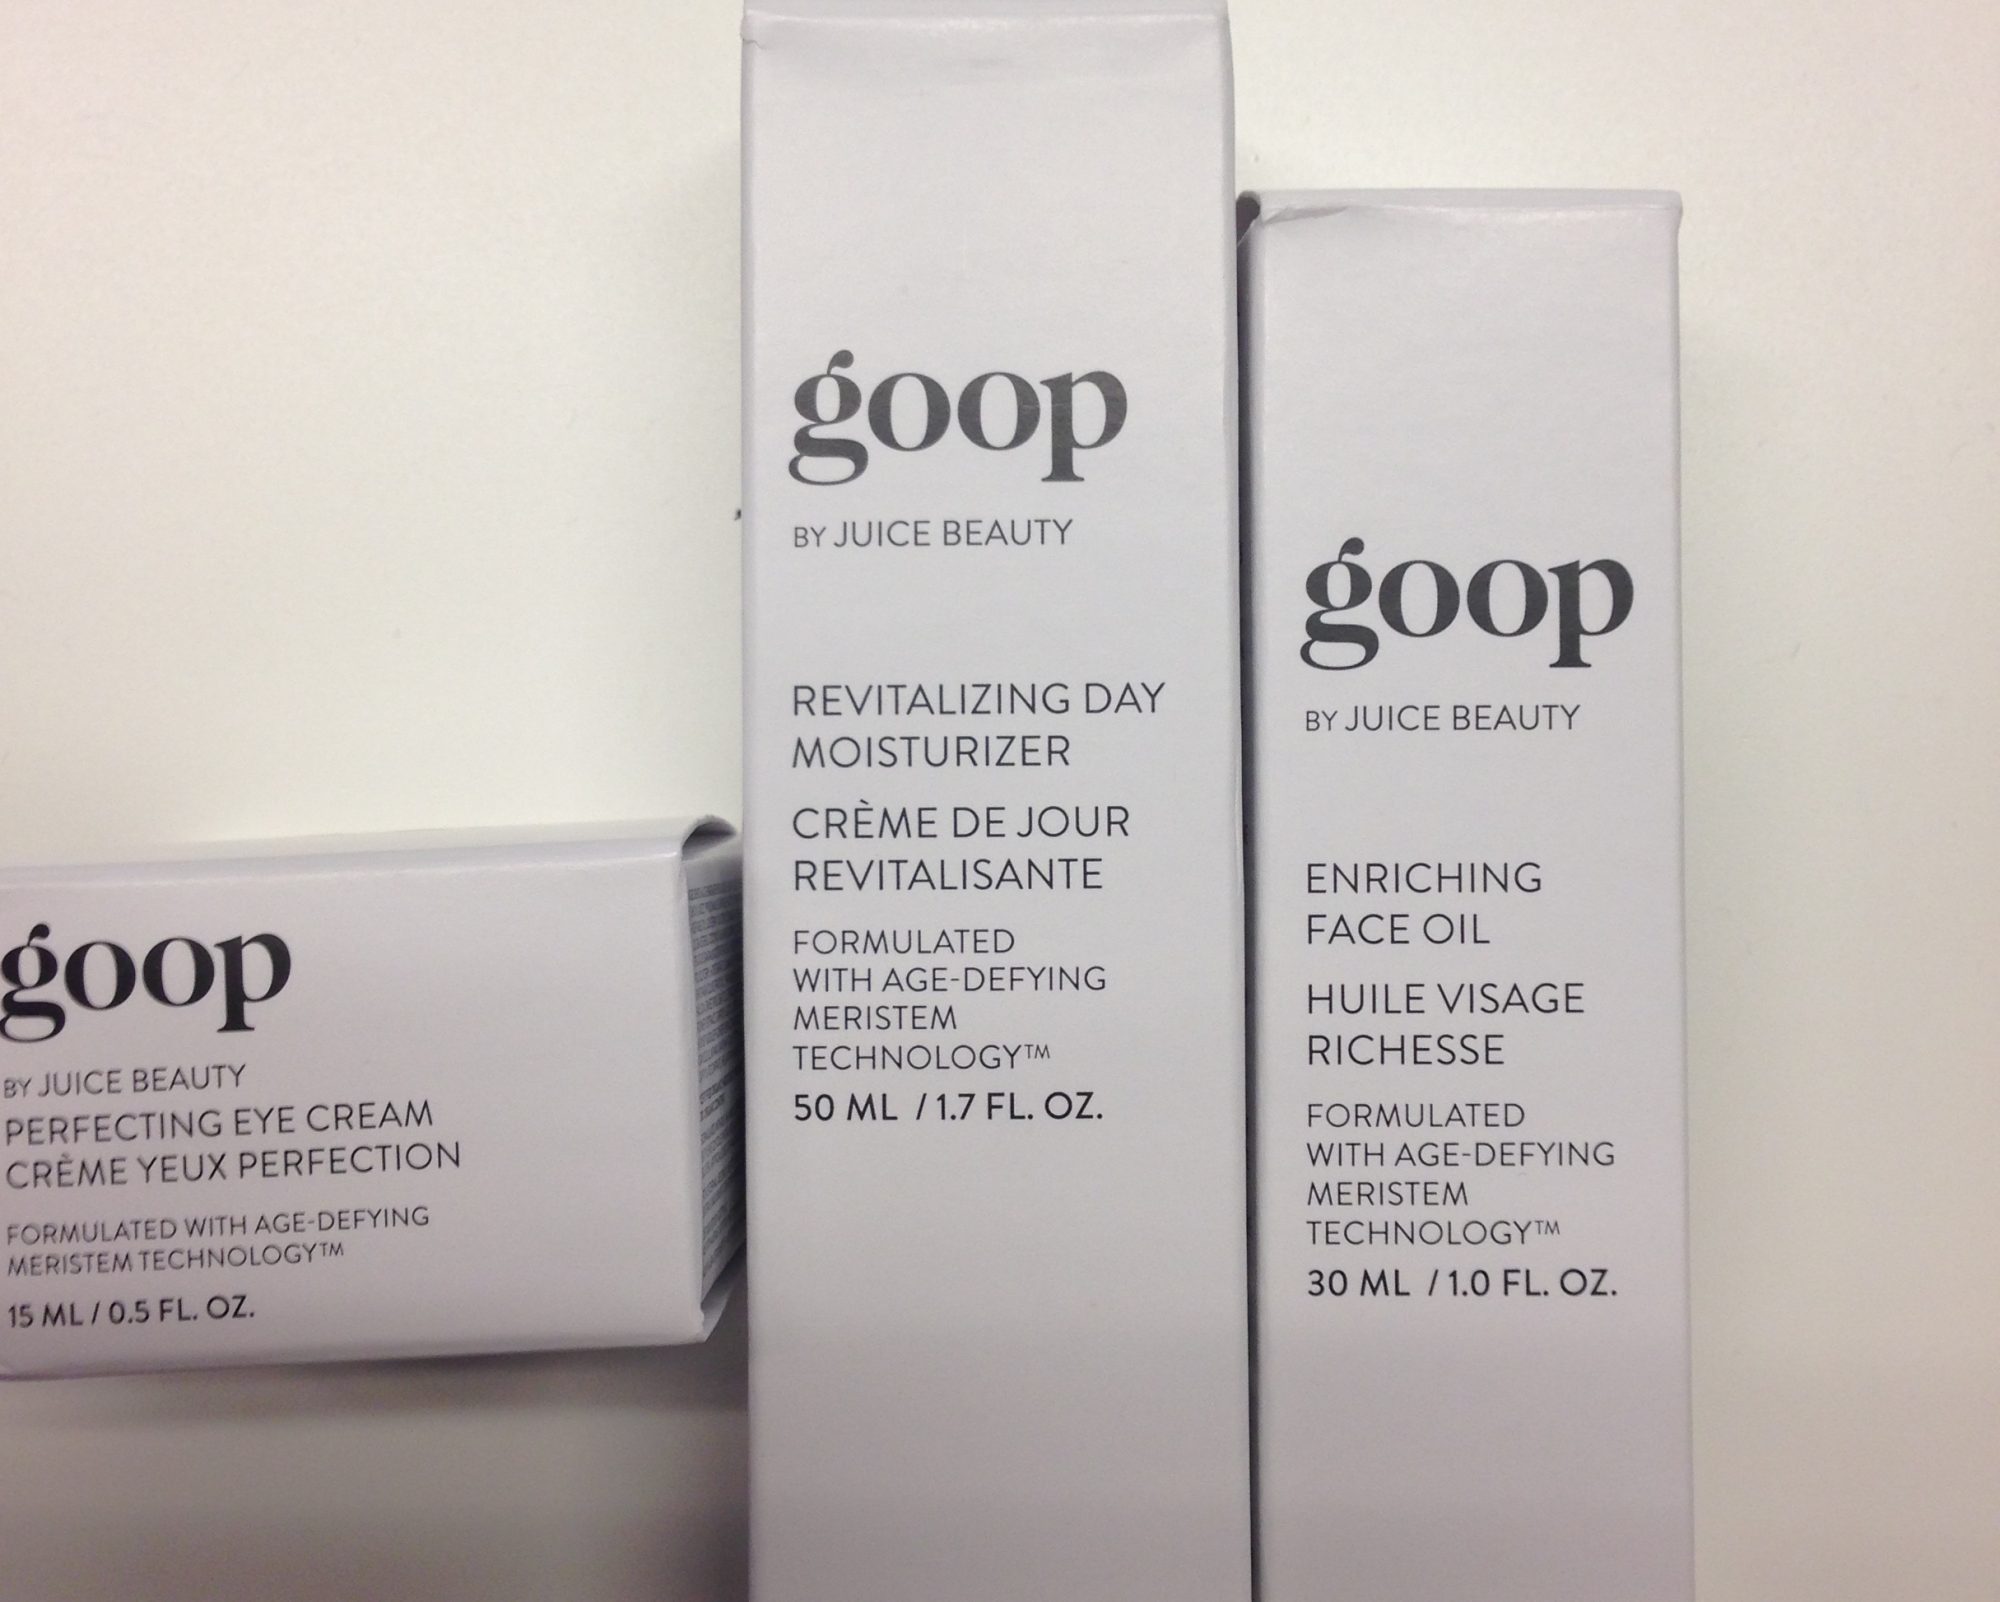 goop
BY JUICE BEAUTY
PERFECTING EYE CREAM
CRÈME YEUX PERFECTION
FORMULATED WITH AGE-DEFYING
MERISTEM TECHNOLOGY™
15 ML / 0.5 FL. OZ.
goop
BY JUICE BEAUTY
REVITALIZING DAY
MOISTURIZER
CRÈME DE JOUR
REVITALISANTE
FORMULATED
WITH AGE-DEFYING
MERISTEM
TECHNOLOGY™
50 ML / 1.7 FL. OZ.
goop
BY JUICE BEAUTY
ENRICHING
FACE OIL
HUILE VISAGE
RICHESSE
FORMULATED
WITH AGE-DEFYING
MERISTEM
TECHNOLOGY™
30 ML / 1.0 FL. OZ.